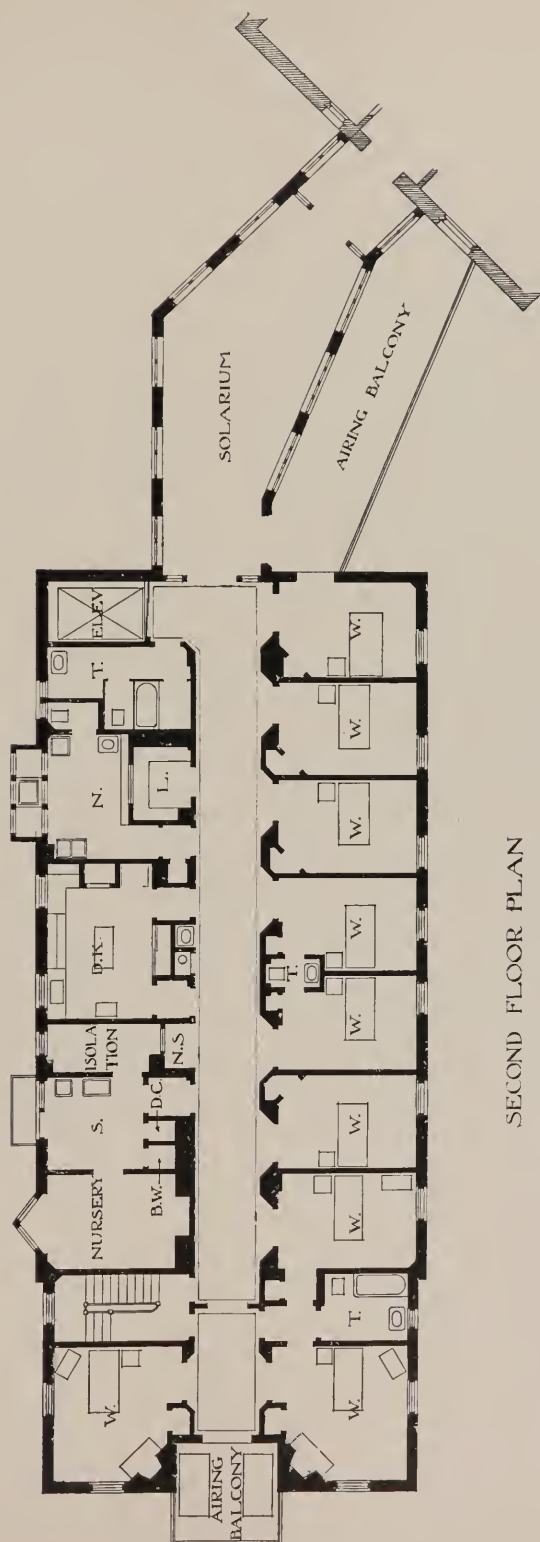 W.
NURSERY
S.
ISOLA
TION
D.K.
N.
T.
ELEV
B.W.
D.C.
N.S
L.
AIRING
BALCONY
SOLARIUM
AIRING BALCONY
W.
T.
W.
W.
W.
T.
W.
W.
W.
W.
SECOND FLOOR PLAN